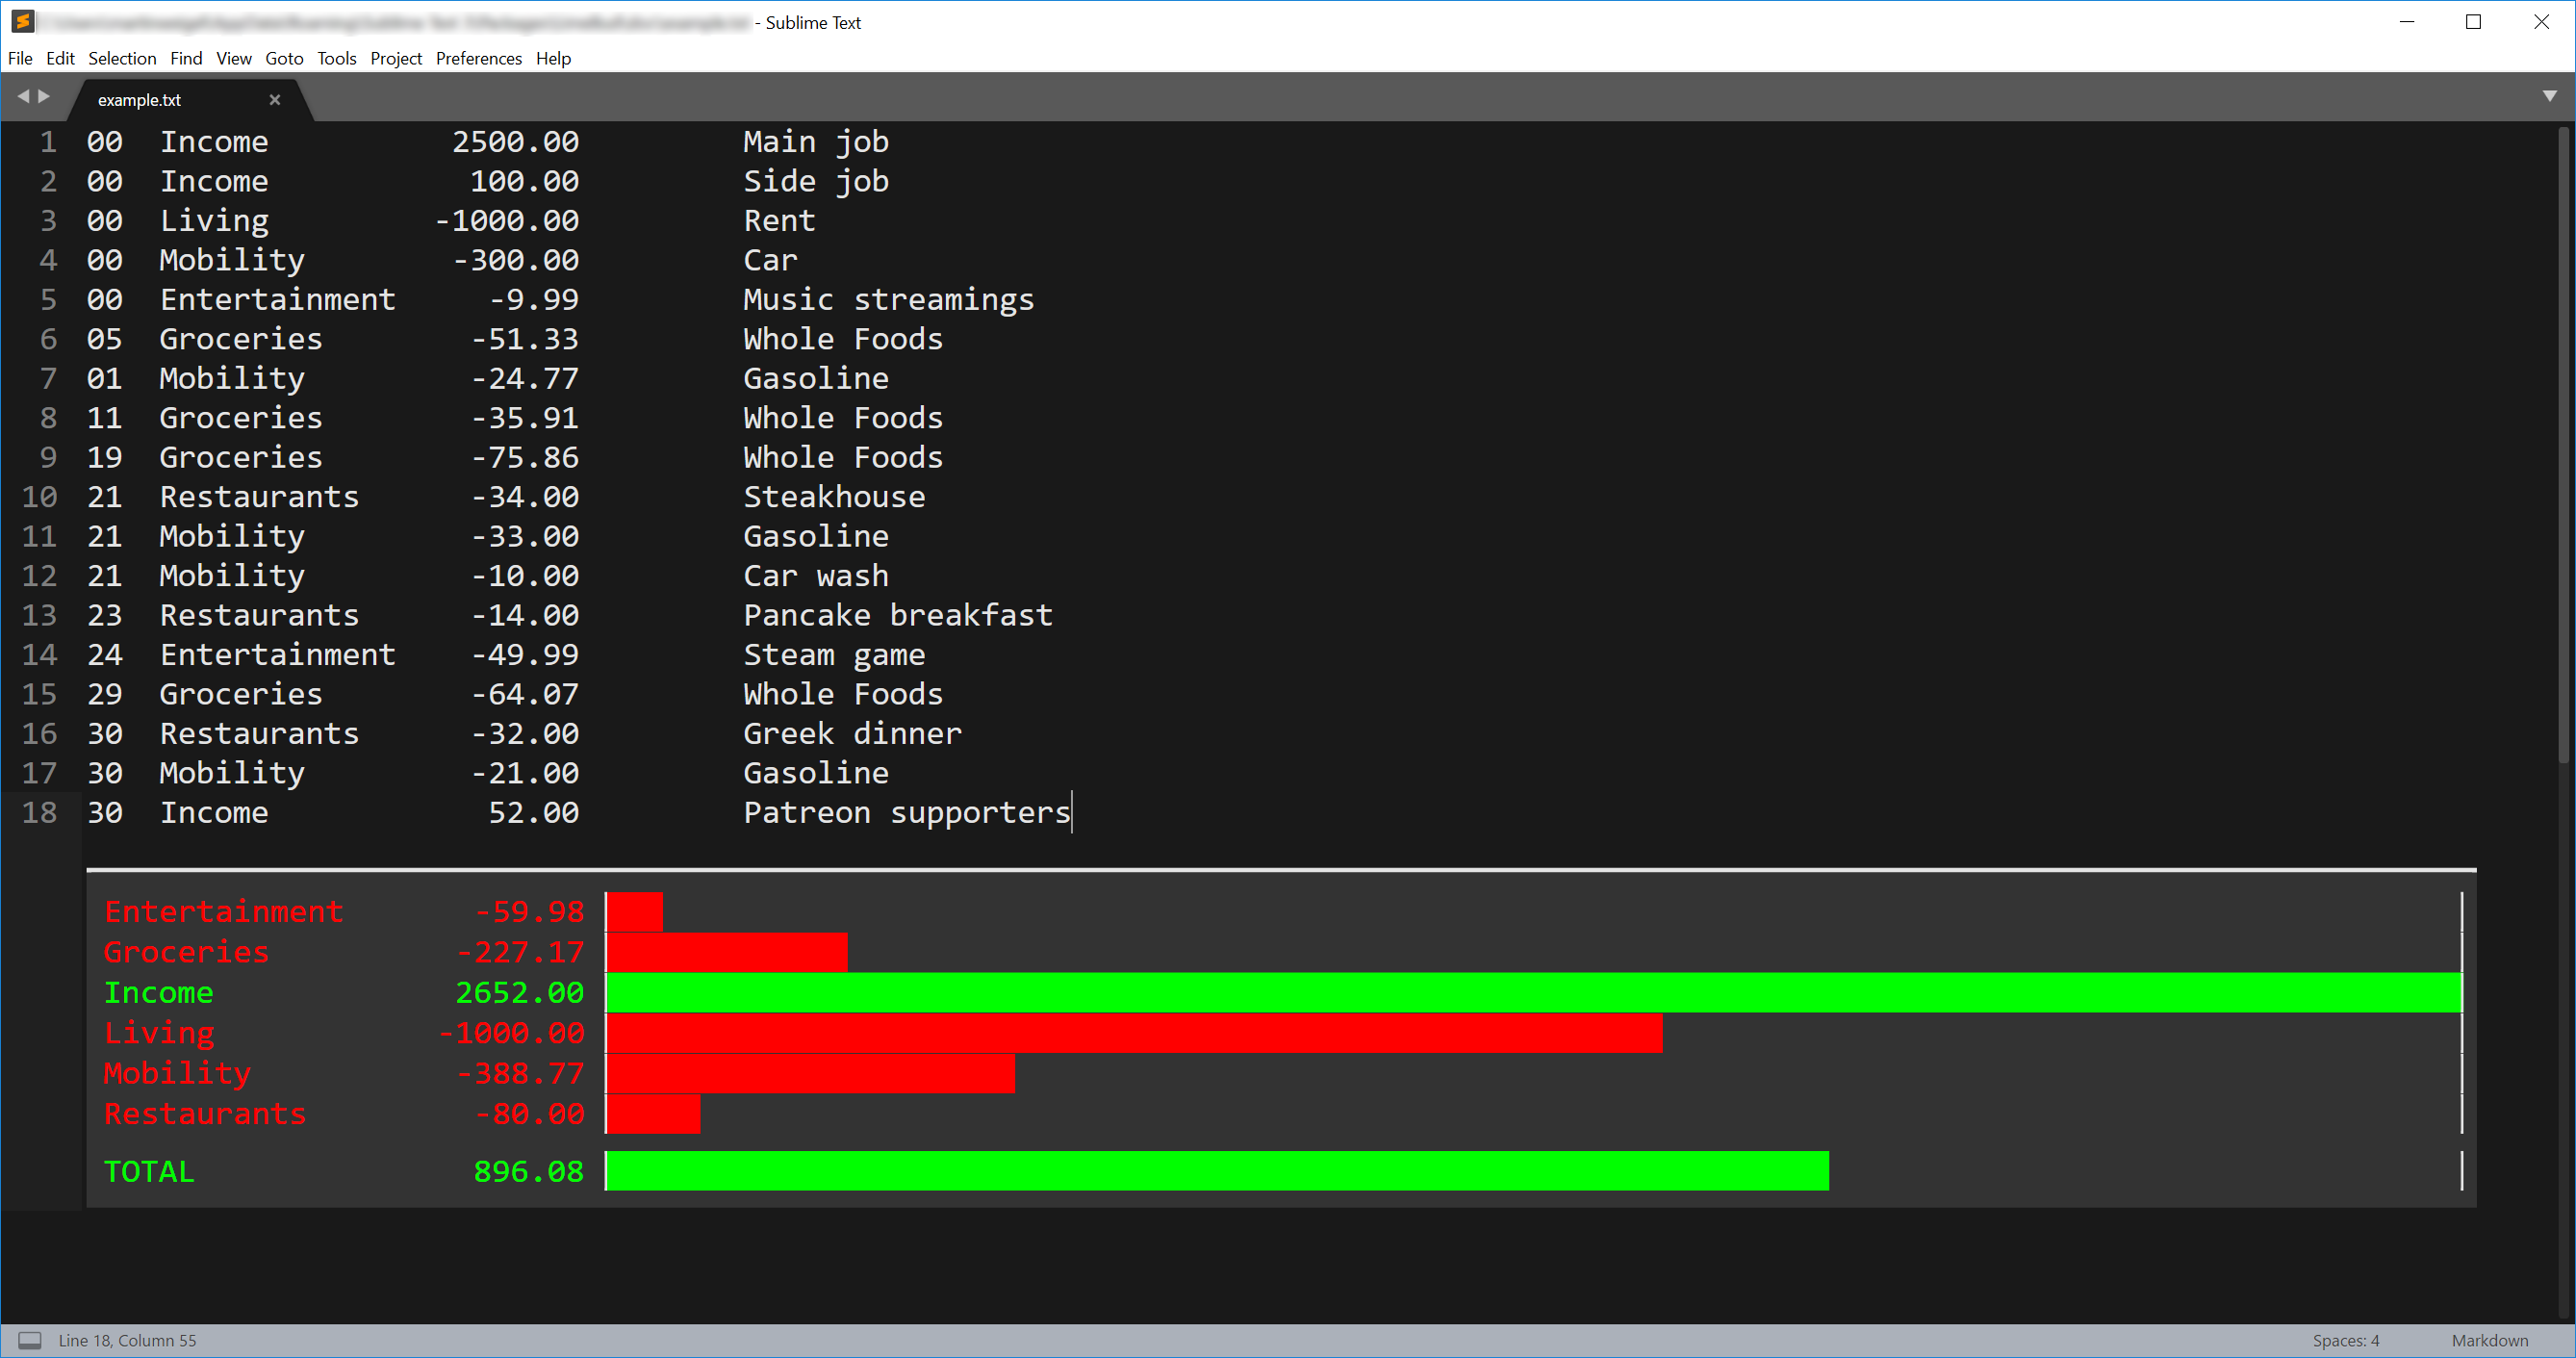 - Sublime Text
File Edit Selection Find View Goto Tools Project Preferences Help
example.txt
1 00 Income 2500.00 Main job
2 00 Income 100.00 Side job
3 00 Living -1000.00 Rent
4 00 Mobility -300.00 Car
5 00 Entertainment -9.99 Music streamings
6 05 Groceries -51.33 Whole Foods
7 01 Mobility -24.77 Gasoline
8 11 Groceries -35.91 Whole Foods
9 19 Groceries -75.86 Whole Foods
10 21 Restaurants -34.00 Steakhouse
11 21 Mobility -33.00 Gasoline
12 21 Mobility -10.00 Car wash
13 23 Restaurants -14.00 Pancake breakfast
14 24 Entertainment -49.99 Steam game
15 29 Groceries -64.07 Whole Foods
16 30 Restaurants -32.00 Greek dinner
17 30 Mobility -21.00 Gasoline
18 30 Income 52.00 Patreon supporters
Entertainment -59.98
Groceries -227.17
Income 2652.00
Living -1000.00
Mobility -388.77
Restaurants -80.00
TOTAL 896.08
Line 18, Column 55 Spaces: 4 Markdown